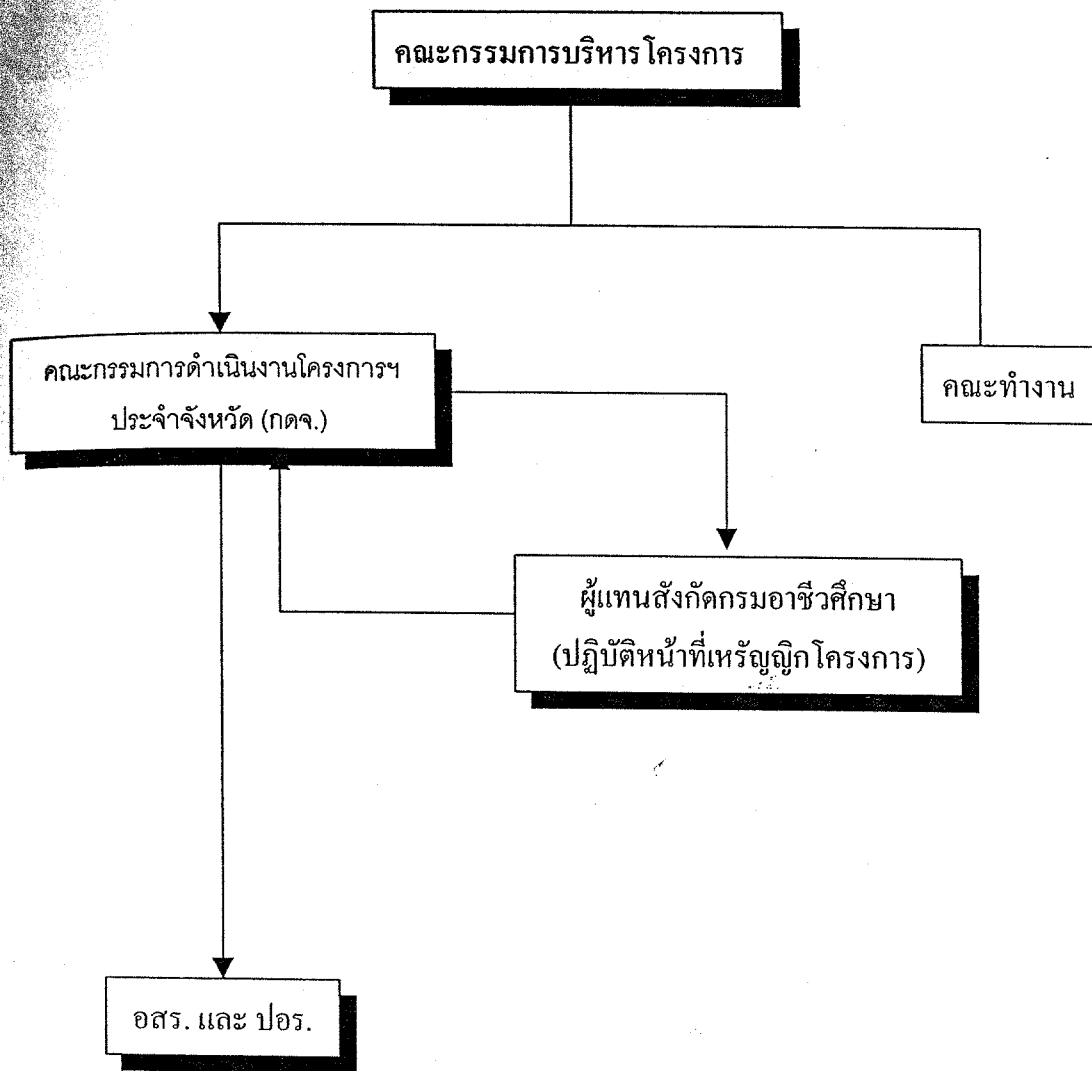 คณะกรรมการบริหารโครงการ
คณะกรรมการดำเนินงานโครงการฯ
ประจำจังหวัด (กดจ.)
คณะทำงาน
ผู้แทนสังกัดกรมอาชีวศึกษา
(ปฏิบัติหน้าที่เหรัญญิกโครงการ)
อสร. และ ปอร.